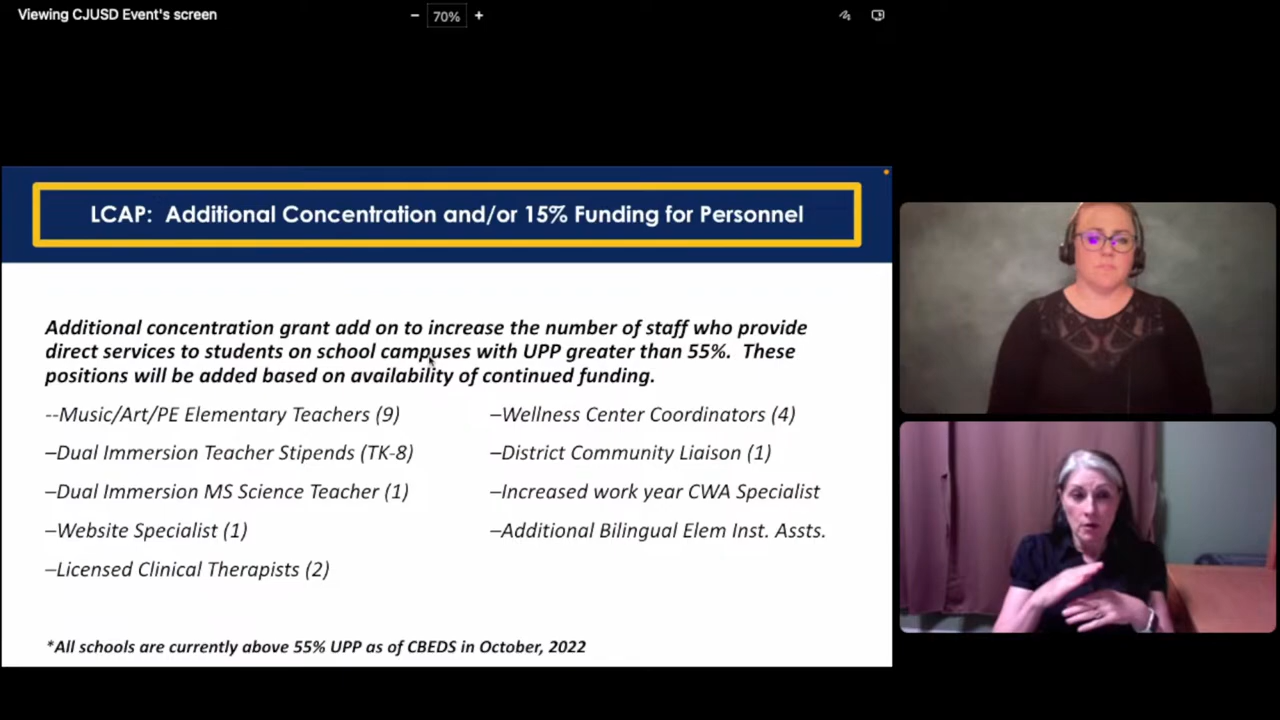 Viewing CJUSD Event's screen
− 70% +
LCAP: Additional Concentration and/or 15% Funding for Personnel
Additional concentration grant add on to increase the number of staff who provide
direct services to students on school campuses with UPP greater than 55%. These
positions will be added based on availability of continued funding.
--Music/Art/PE Elementary Teachers (9)
–Dual Immersion Teacher Stipends (TK-8)
–Dual Immersion MS Science Teacher (1)
–Website Specialist (1)
–Licensed Clinical Therapists (2)
–Wellness Center Coordinators (4)
–District Community Liaison (1)
–Increased work year CWA Specialist
–Additional Bilingual Elem Inst. Assts.
*All schools are currently above 55% UPP as of CBEDS in October, 2022